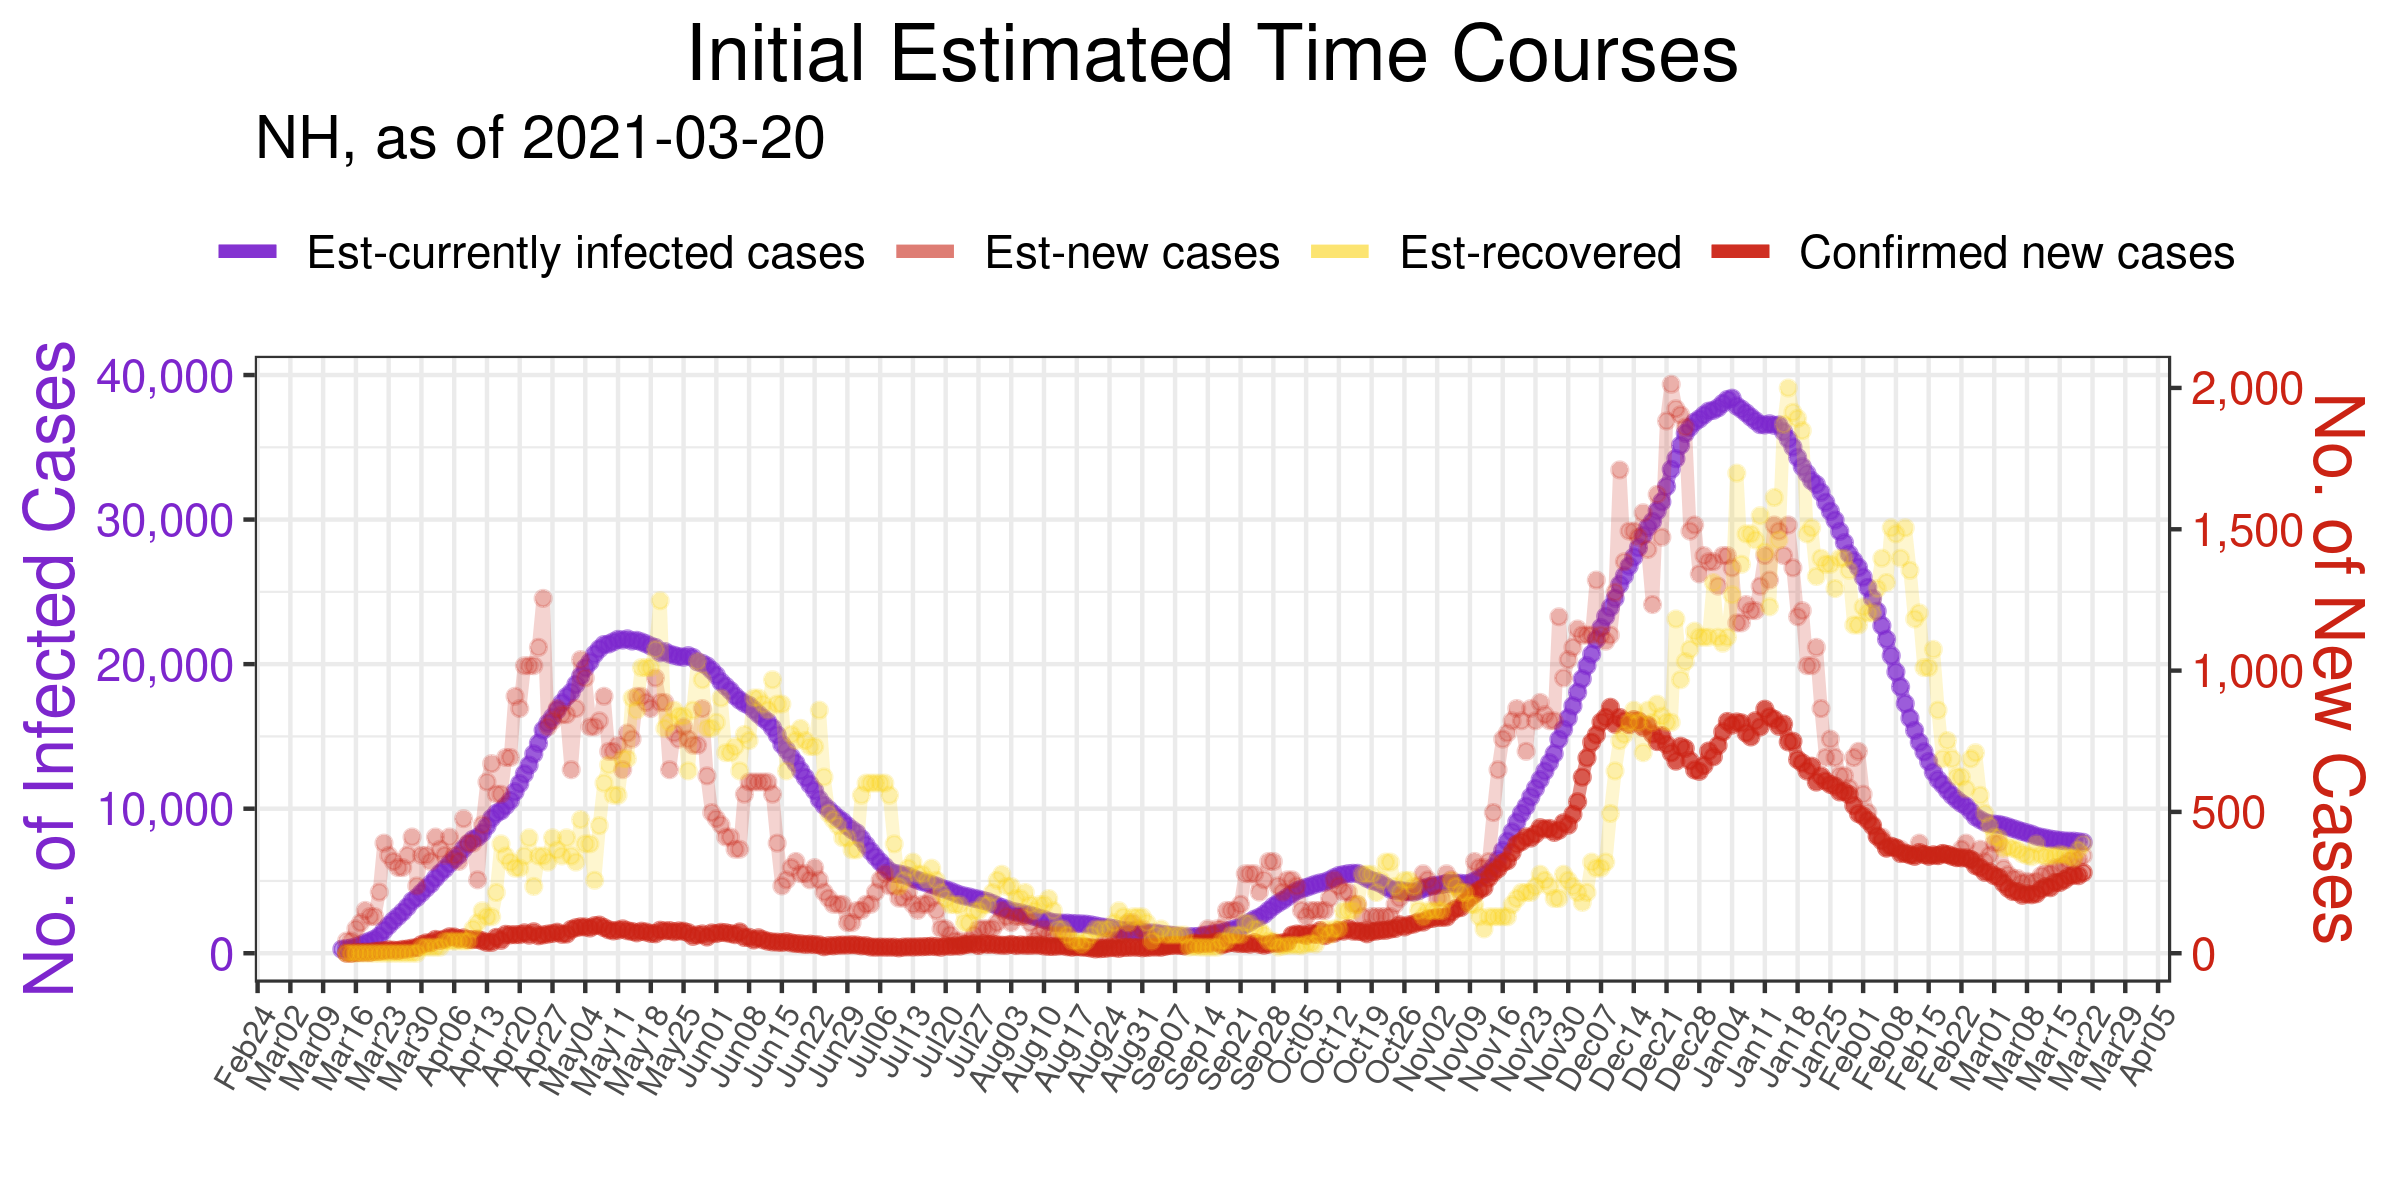 Initial Estimated Time Courses
NH, as of 2021-03-20
Est-currently infected cases Est-new cases Est-recovered Confirmed new cases
No. of Infected Cases
40,000
30,000
20,000
10,000
0
2,000
1,500
1,000
500
0
No. of New Cases
Feb24 Mar02 Mar09 Mar16 Mar23 Mar30 Apr06 Apr13 Apr20 Apr27 May04 May11 May18 May25 Jun01 Jun08 Jun15 Jun22 Jun29 Jul06 Jul13 Jul20 Jul27 Aug03 Aug10 Aug17 Aug24 Aug31 Sep07 Sep14 Sep21 Sep28 Oct05 Oct12 Oct19 Oct26 Nov02 Nov09 Nov16 Nov23 Nov30 Dec07 Dec14 Dec21 Dec28 Jan04 Jan11 Jan18 Jan25 Feb01 Feb08 Feb15 Feb22 Mar01 Mar08 Mar15 Mar22 Mar29 Apr05